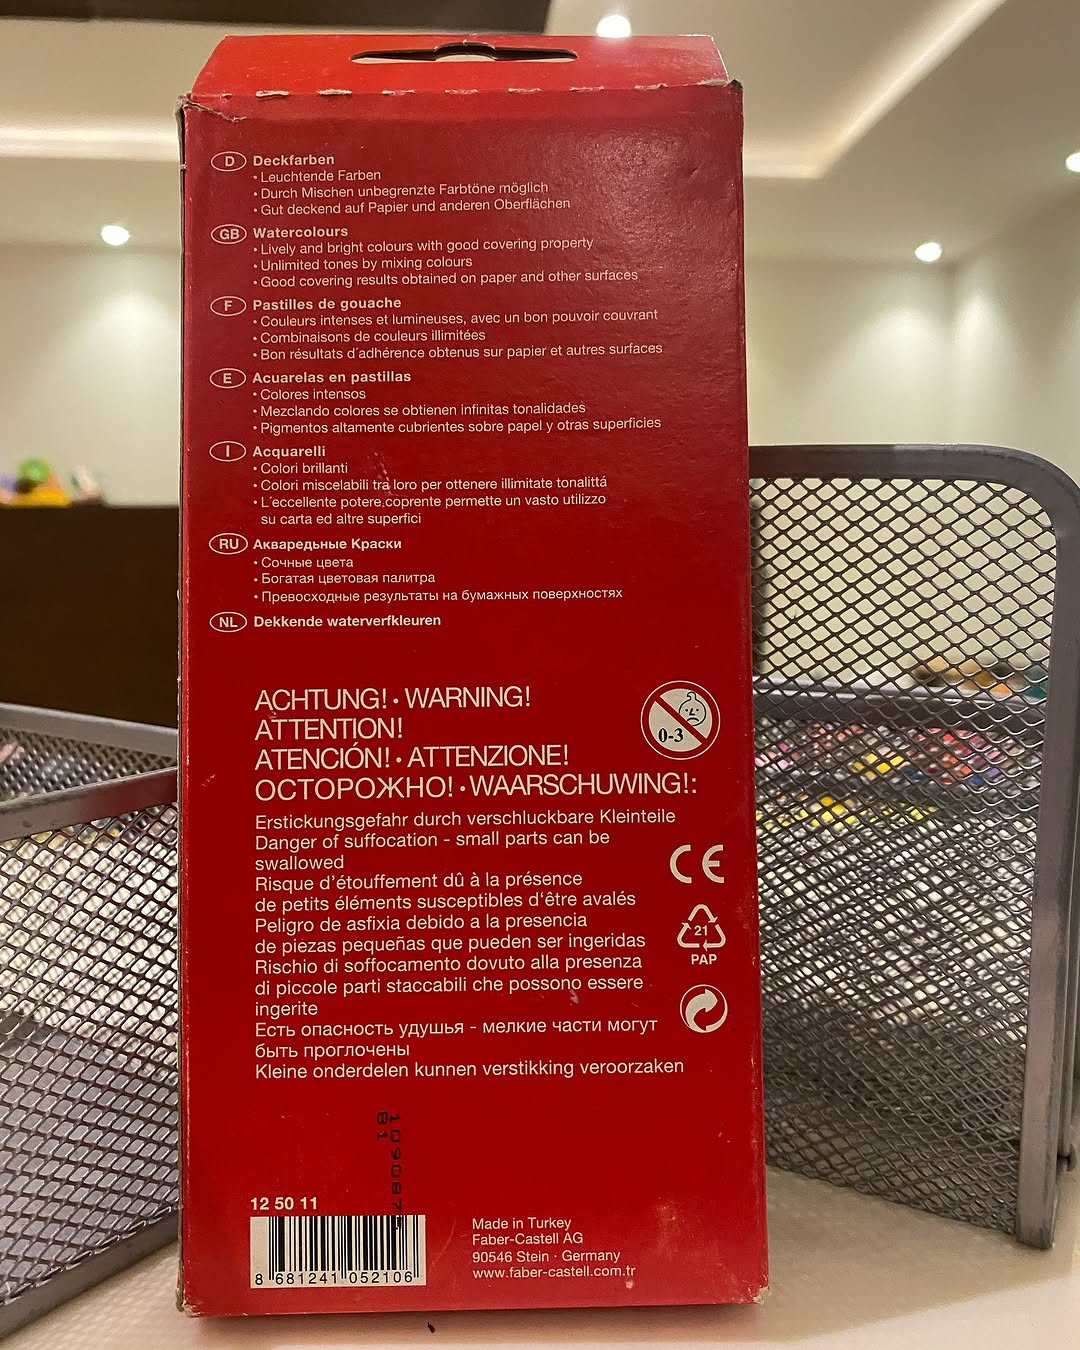 D Deckfarben
• Leuchtende Farben
• Durch Mischen unbegrenzte Farbtöne möglich
• Gut deckend auf Papier und anderen Oberflächen
GB Watercolours
• Lively and bright colours with good covering property
• Unlimited tones by mixing colours
• Good covering results obtained on paper and other surfaces
F Pastilles de gouache
• Couleurs intenses et lumineuses, avec un bon pouvoir couvrant
• Combinaisons de couleurs illimitées
• Bon résultats d´adhérence obtenus sur papier et autres surfaces
E Acuarelas en pastillas
• Colores intensos
• Mezclando colores se obtienen infinitas tonalidades
• Pigmentos altamente cubrientes sobre papel y otras superficies
I Acquarelli
• Colori brillanti
• Colori miscelabili tra loro per ottenere illimitate tonalittá
• L´eccellente potere coprente permette un vasto utilizzo
su carta ed altre superfici
RU Акваредьные Краски
• Сочные цвета
• Богатая цветовая палитра
• Превосходные результаты на бумажных поверхностях
NL Dekkende waterverfkleuren
ACHTUNG! • WARNING!
ATTENTION!
ATENCIÓN! • ATTENZIONE!
ОСТОРОЖНО! • WAARSCHUWING!:
0-3
Erstickungsgefahr durch verschluckbare Kleinteile
Danger of suffocation - small parts can be
swallowed
Risque d’étouffement dû à la présence
de petits éléments susceptibles d‘être avalés
Peligro de asfixia debido a la presencia
de piezas pequeñas que pueden ser ingeridas
Rischio di soffocamento dovuto alla presenza
di piccole parti staccabili che possono essere
ingerite
Есть опасность удушья - мелкие части могут
быть проглочены
Kleine onderdelen kunnen verstikking veroorzaken
CE
21
PAP
12 50 11
8 681241 052106
Made in Turkey
Faber-Castell AG
90546 Stein · Germany
www.faber-castell.com.tr